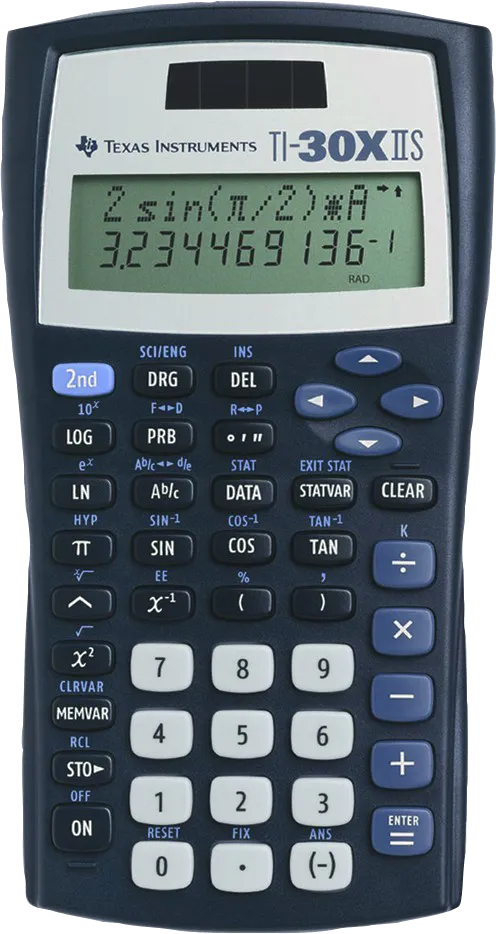 TEXAS INSTRUMENTS TI-30X IIS
2sin(π/2)*A→↑
3.234469136⁻¹
RAD
SCI/ENG INS
2nd DRG DEL
10ˣ F◄►D R◄►P
LOG PRB ° ' "
eˣ Ab/c◄►d/e STAT EXIT STAT
LN Ab/c DATA STATVAR CLEAR
HYP SIN⁻¹ COS⁻¹ TAN⁻¹ K
π SIN COS TAN ÷
ˣ√ EE % ,
^ x⁻¹ ( ) ×
√
x² 7 8 9
CLRVAR
MEMVAR 4 5 6 −
RCL
STO► 1 2 3 +
OFF
ON
RESET FIX ANS ENTER
0 . (−) =